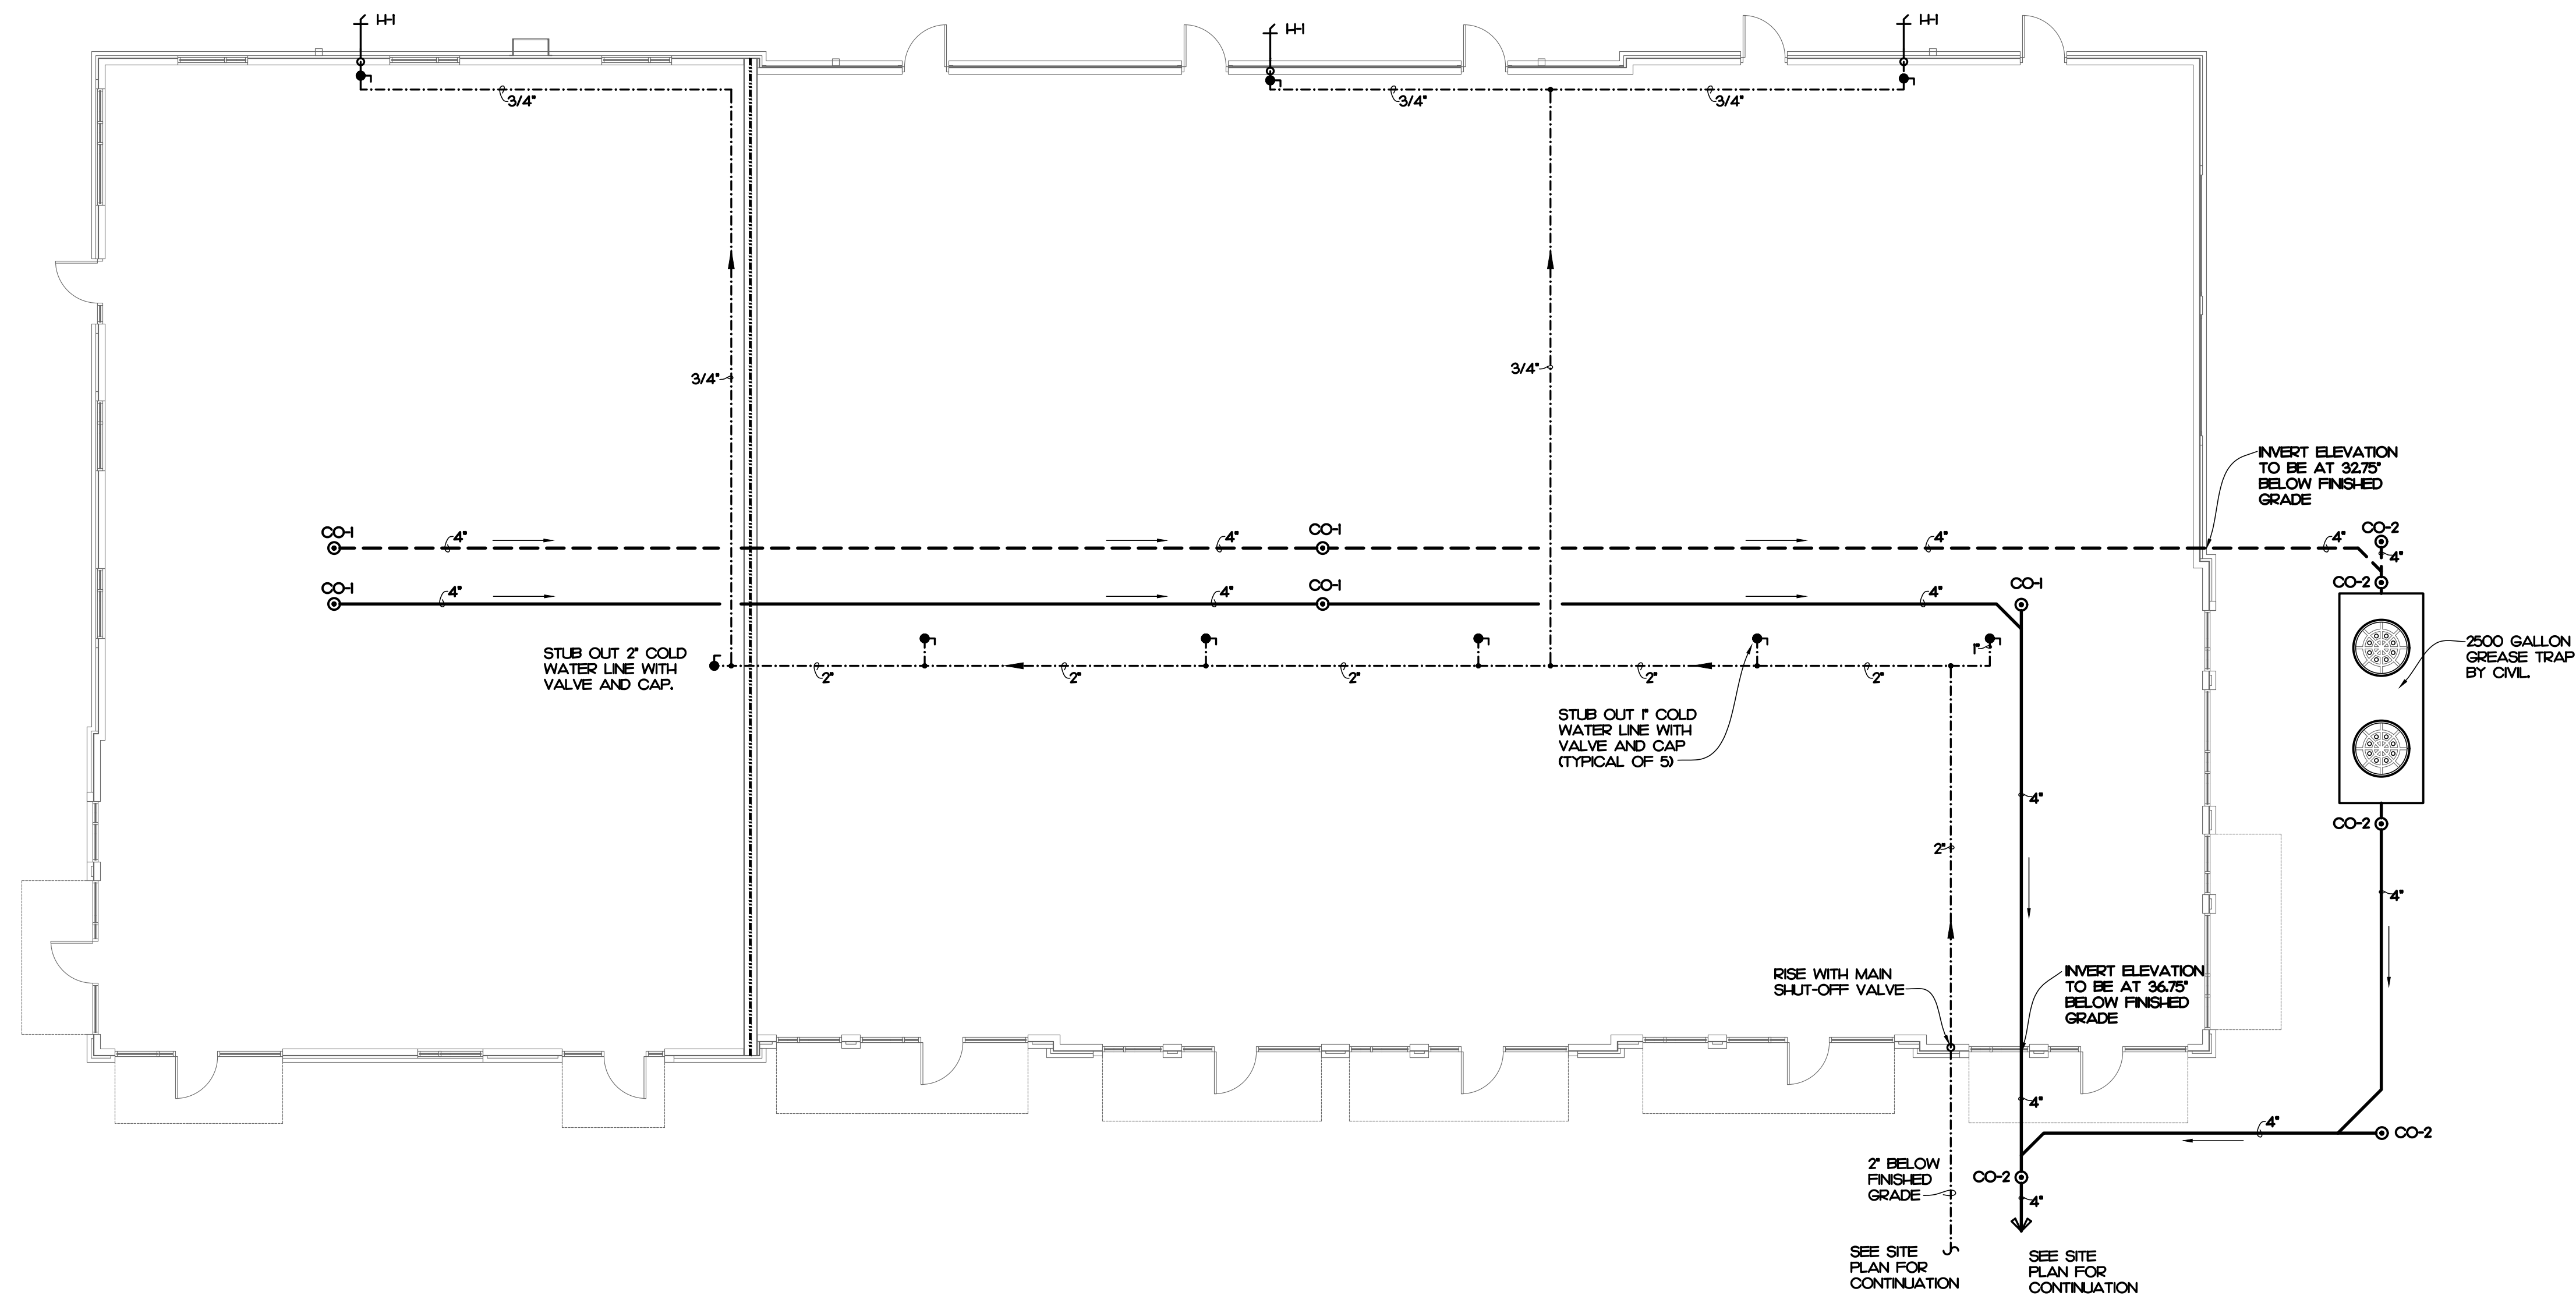 H-1
H-1
H-1
3/4"
3/4"
3/4"
3/4"
3/4"
INVERT ELEVATION
TO BE AT 32.75"
BELOW FINISHED
GRADE
CO-1
4"
4"
CO-1
4"
4"
CO-2
4"
CO-2
CO-1
4"
4"
CO-1
4"
CO-1
STUB OUT 2" COLD
WATER LINE WITH
VALVE AND CAP.
2"
2"
2"
2"
2"
1"
2500 GALLON
GREASE TRAP
BY CIVIL.
STUB OUT 1" COLD
WATER LINE WITH
VALVE AND CAP
(TYPICAL OF 5)
4"
CO-2
2"
4"
RISE WITH MAIN
SHUT-OFF VALVE
INVERT ELEVATION
TO BE AT 36.75"
BELOW FINISHED
GRADE
4"
4"
CO-2
2" BELOW
FINISHED
GRADE
CO-2
4"
SEE SITE
PLAN FOR
CONTINUATION
SEE SITE
PLAN FOR
CONTINUATION